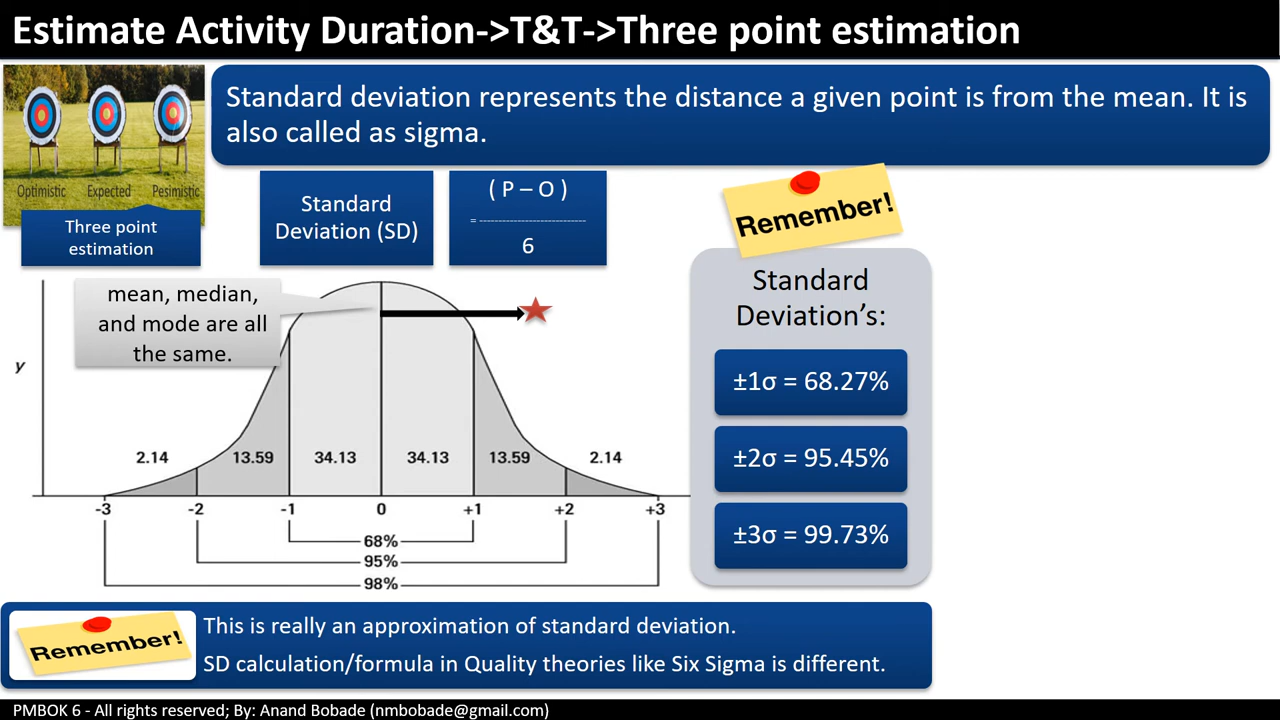 Estimate Activity Duration->T&T->Three point estimation
Standard deviation represents the distance a given point is from the mean. It is
also called as sigma.
Optimistic Expected Pesimistic
Three point
estimation
Standard
Deviation (SD)
( P – O )
= ----------------------------
6
Remember!
Standard
Deviation’s:
±1σ = 68.27%
±2σ = 95.45%
±3σ = 99.73%
mean, median,
and mode are all
the same.
y
2.14 13.59 34.13 34.13 13.59 2.14
-3 -2 -1 0 +1 +2 +3
68%
95%
98%
Remember!
This is really an approximation of standard deviation.
SD calculation/formula in Quality theories like Six Sigma is different.
PMBOK 6 - All rights reserved; By: Anand Bobade (nmbobade@gmail.com)